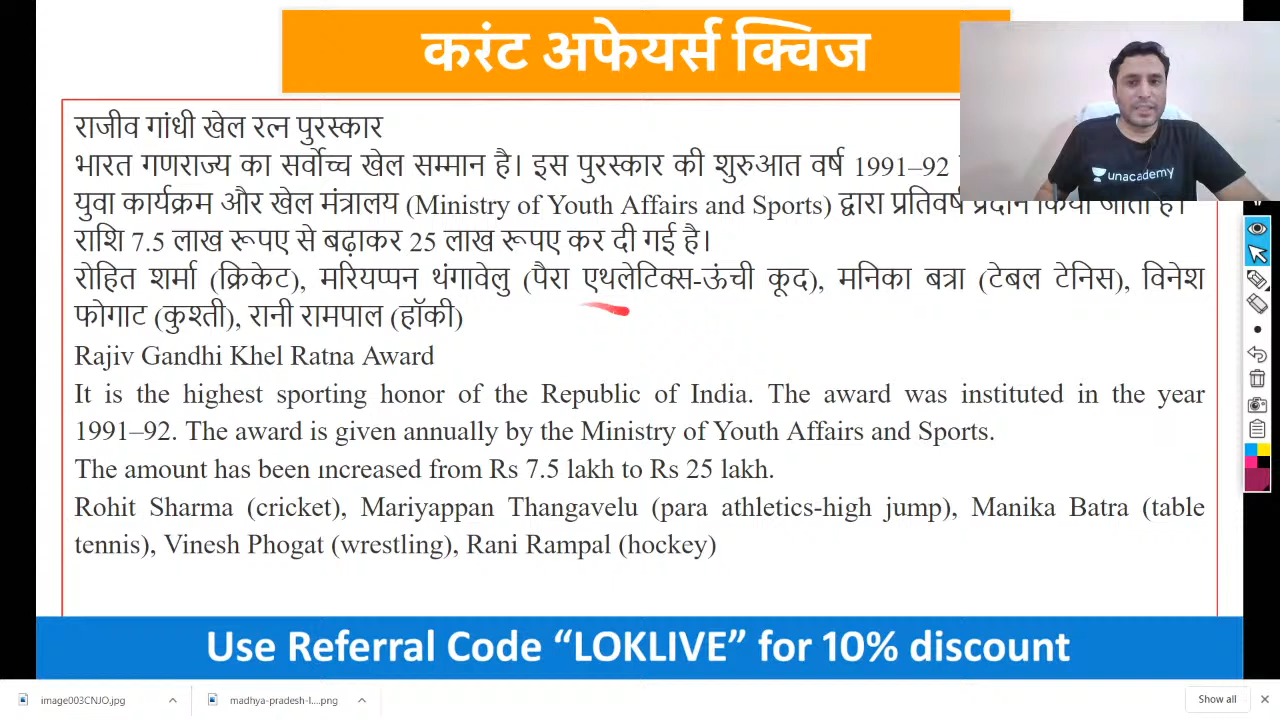 करंट अफेयर्स क्विज
राजीव गांधी खेल रत्न पुरस्कार
भारत गणराज्य का सर्वोच्च खेल सम्मान है। इस पुरस्कार की शुरुआत वर्ष 1991–92
unacademy
युवा कार्यक्रम और खेल मंत्रालय (Ministry of Youth Affairs and Sports) द्वारा प्रतिवर्ष प्रदान किया जाता है।
राशि 7.5 लाख रूपए से बढ़ाकर 25 लाख रूपए कर दी गई है।
रोहित शर्मा (क्रिकेट), मरियप्पन थंगावेलु (पैरा एथलेटिक्स-ऊंची कूद), मनिका बत्रा (टेबल टेनिस), विनेश
फोगाट (कुश्ती), रानी रामपाल (हॉकी)
Rajiv Gandhi Khel Ratna Award
It is the highest sporting honor of the Republic of India. The award was instituted in the year
1991–92. The award is given annually by the Ministry of Youth Affairs and Sports.
The amount has been increased from Rs 7.5 lakh to Rs 25 lakh.
Rohit Sharma (cricket), Mariyappan Thangavelu (para athletics-high jump), Manika Batra (table
tennis), Vinesh Phogat (wrestling), Rani Rampal (hockey)
Use Referral Code “LOKLIVE” for 10% discount
image003CNJO.jpg
madhya-pradesh-l....png
Show all